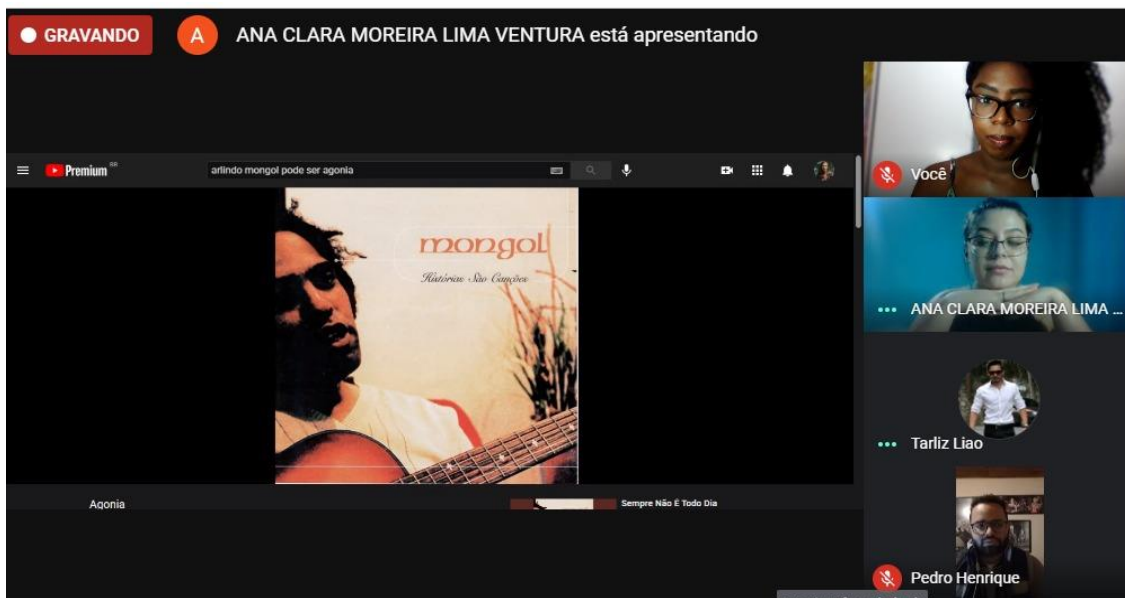 GRAVANDO
A
ANA CLARA MOREIRA LIMA VENTURA está apresentando
Premium BR
arlindo mongol pode ser agonia
mongol
Histórias São Canções
Agonia
Sempre Não É Todo Dia
Você
ANA CLARA MOREIRA LIMA ...
Tarliz Liao
Pedro Henrique